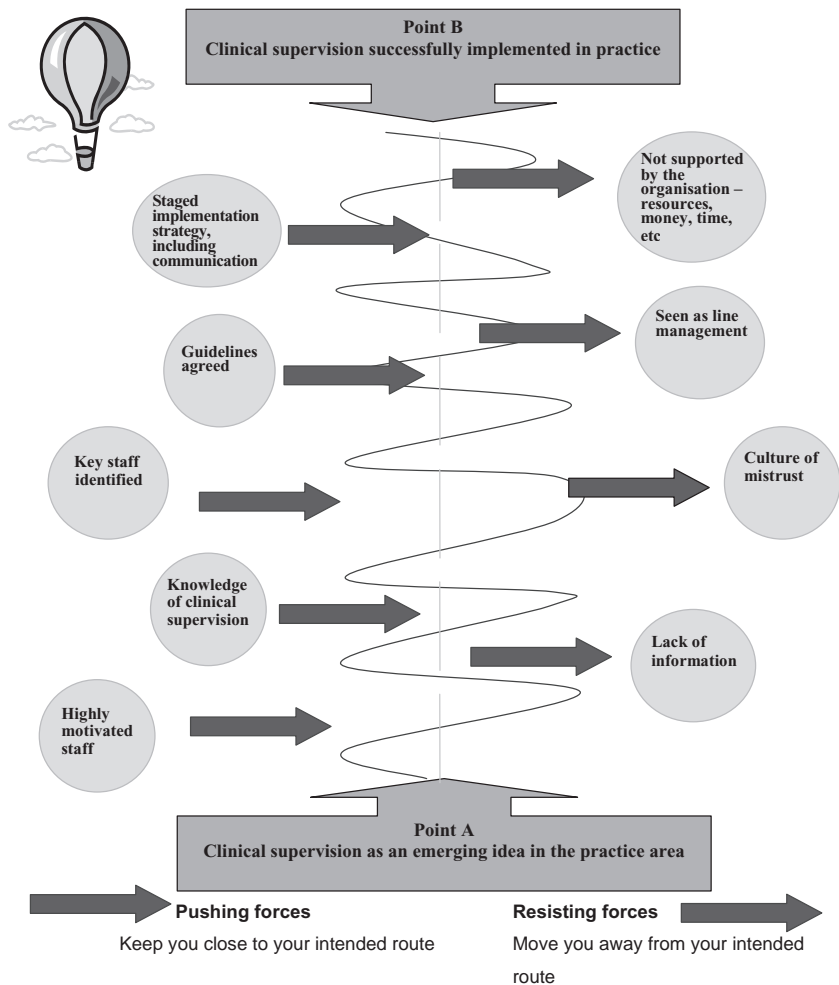 Point B
Clinical supervision successfully implemented in practice
Not supported
by the
organisation –
resources,
money, time,
etc
Staged
implementation
strategy,
including
communication
Seen as line
management
Guidelines
agreed
Key staff
identified
Culture of
mistrust
Knowledge
of clinical
supervision
Lack of
information
Highly
motivated
staff
Point A
Clinical supervision as an emerging idea in the practice area
Pushing forces
Keep you close to your intended route
Resisting forces
Move you away from your intended
route